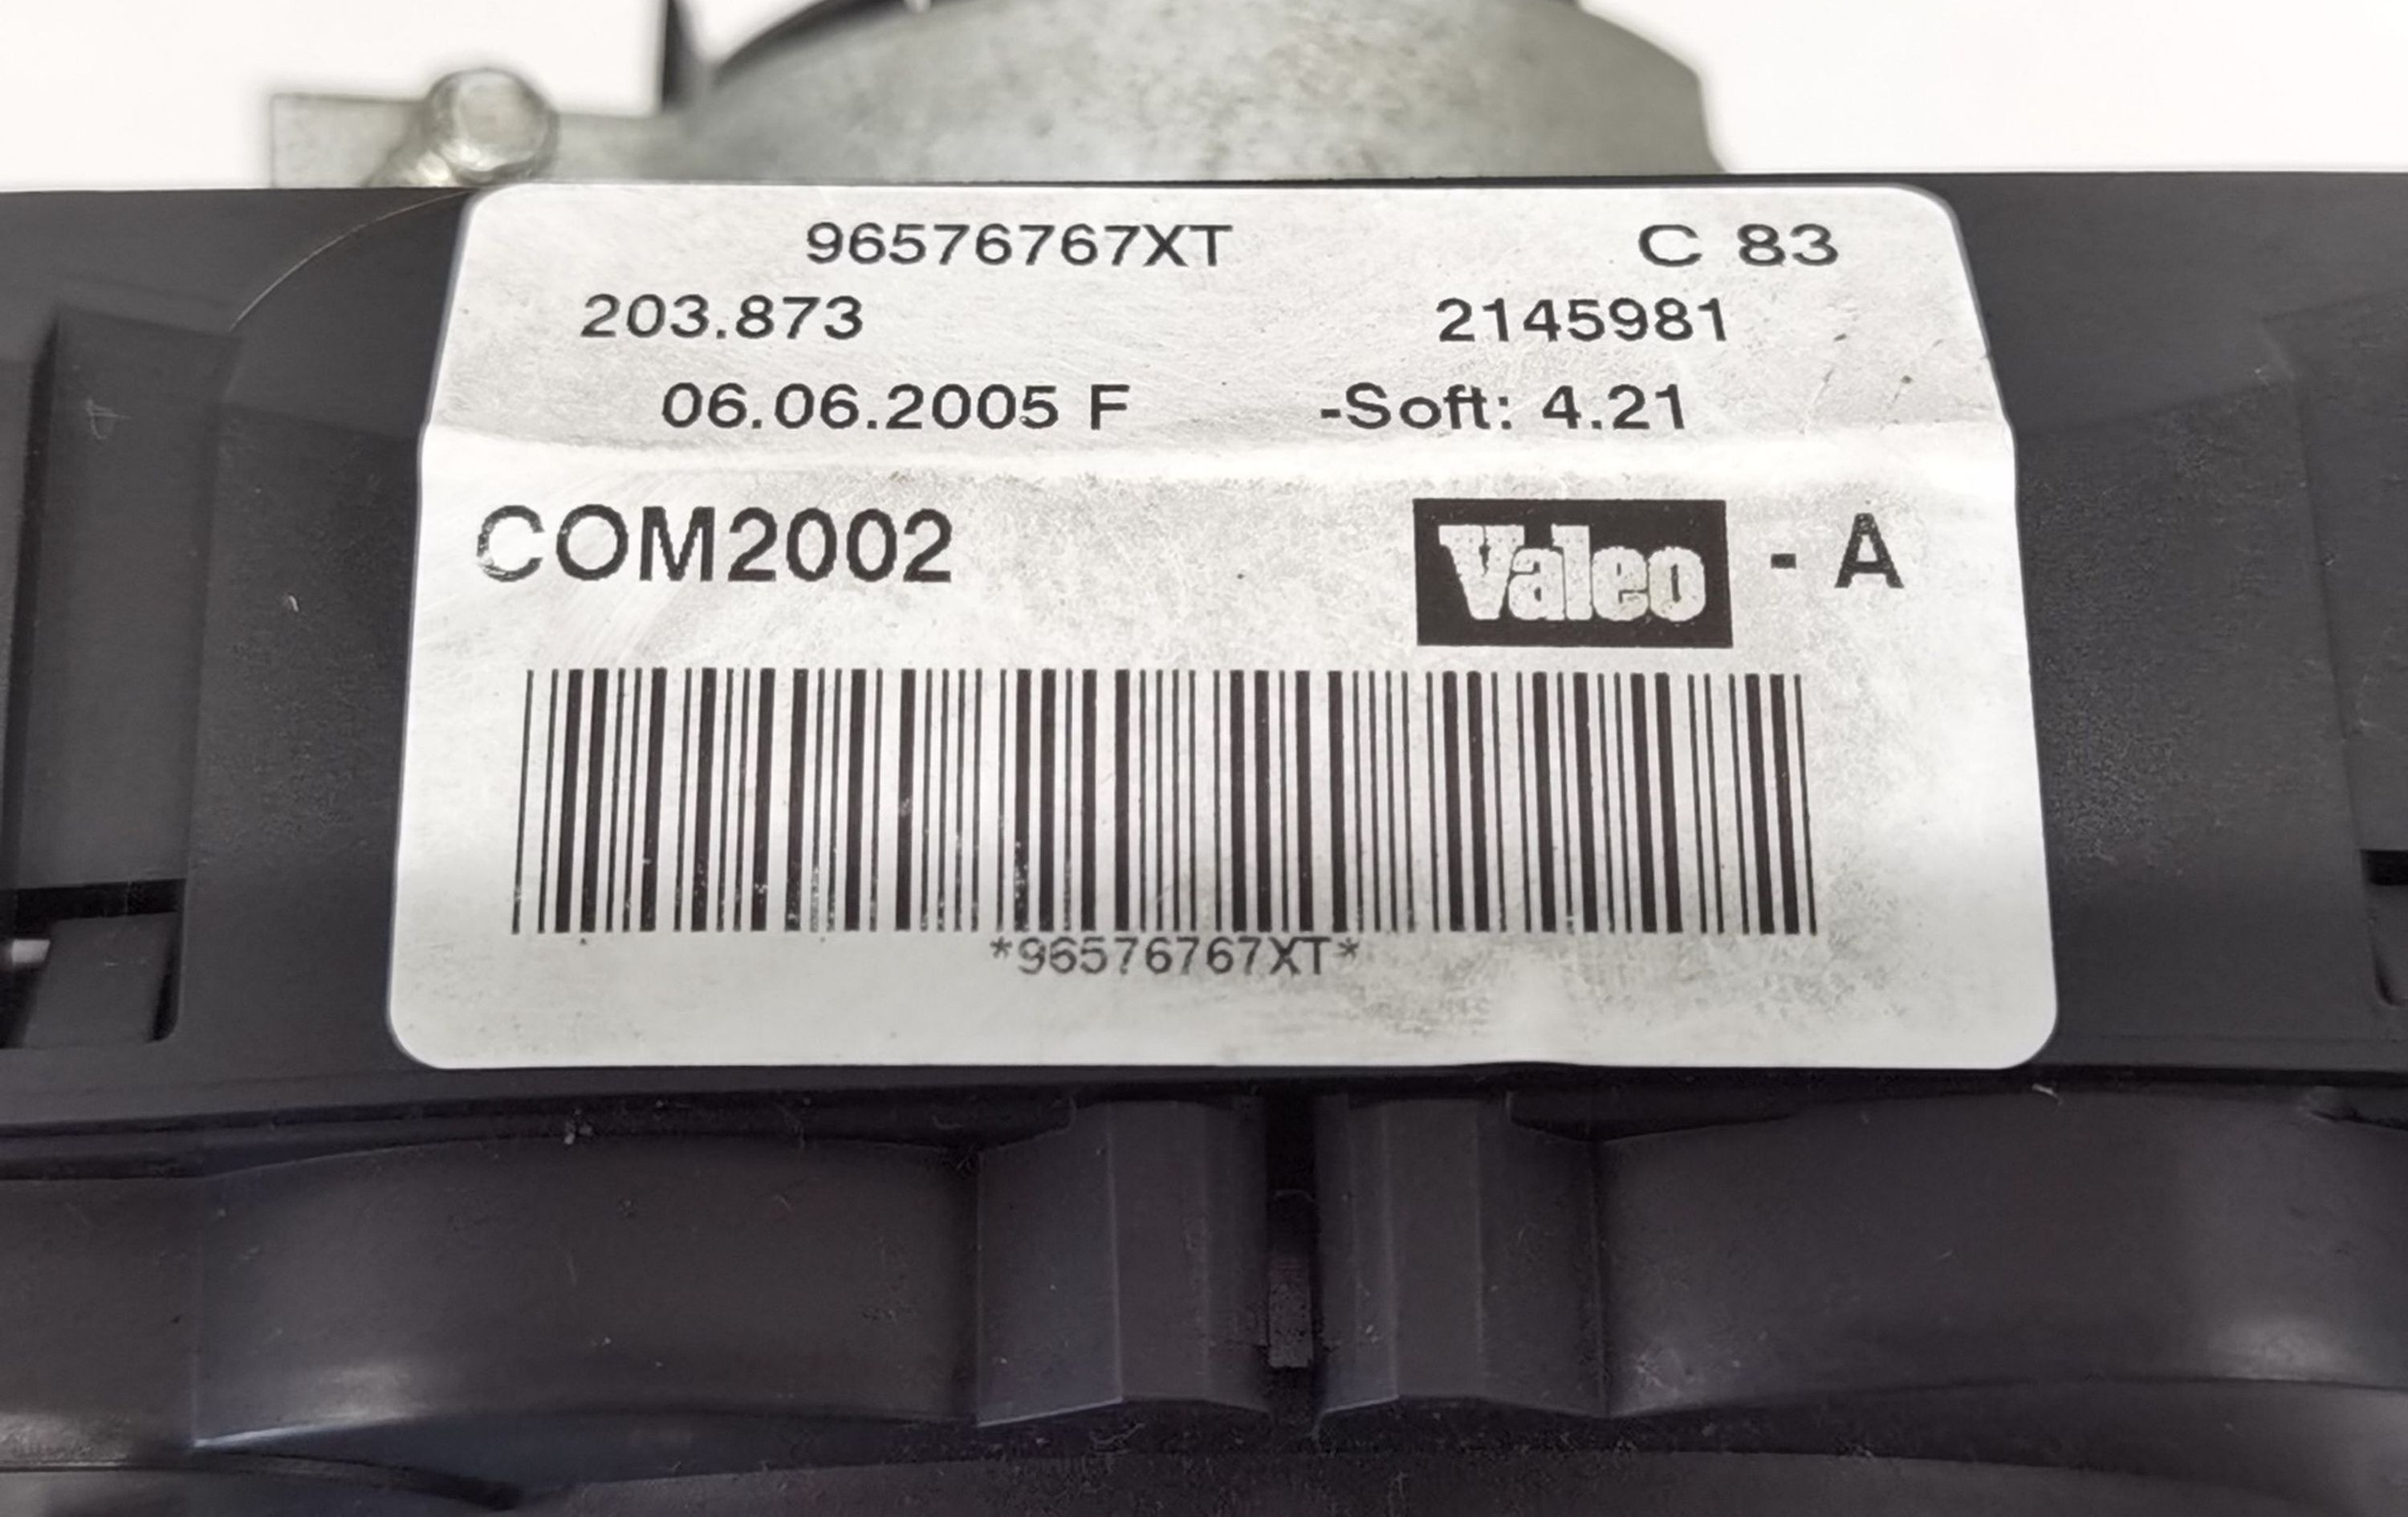 96576767XT C 83
203.873 2145981
06.06.2005 F -Soft: 4.21
COM2002 Valeo - A
*96576767XT*